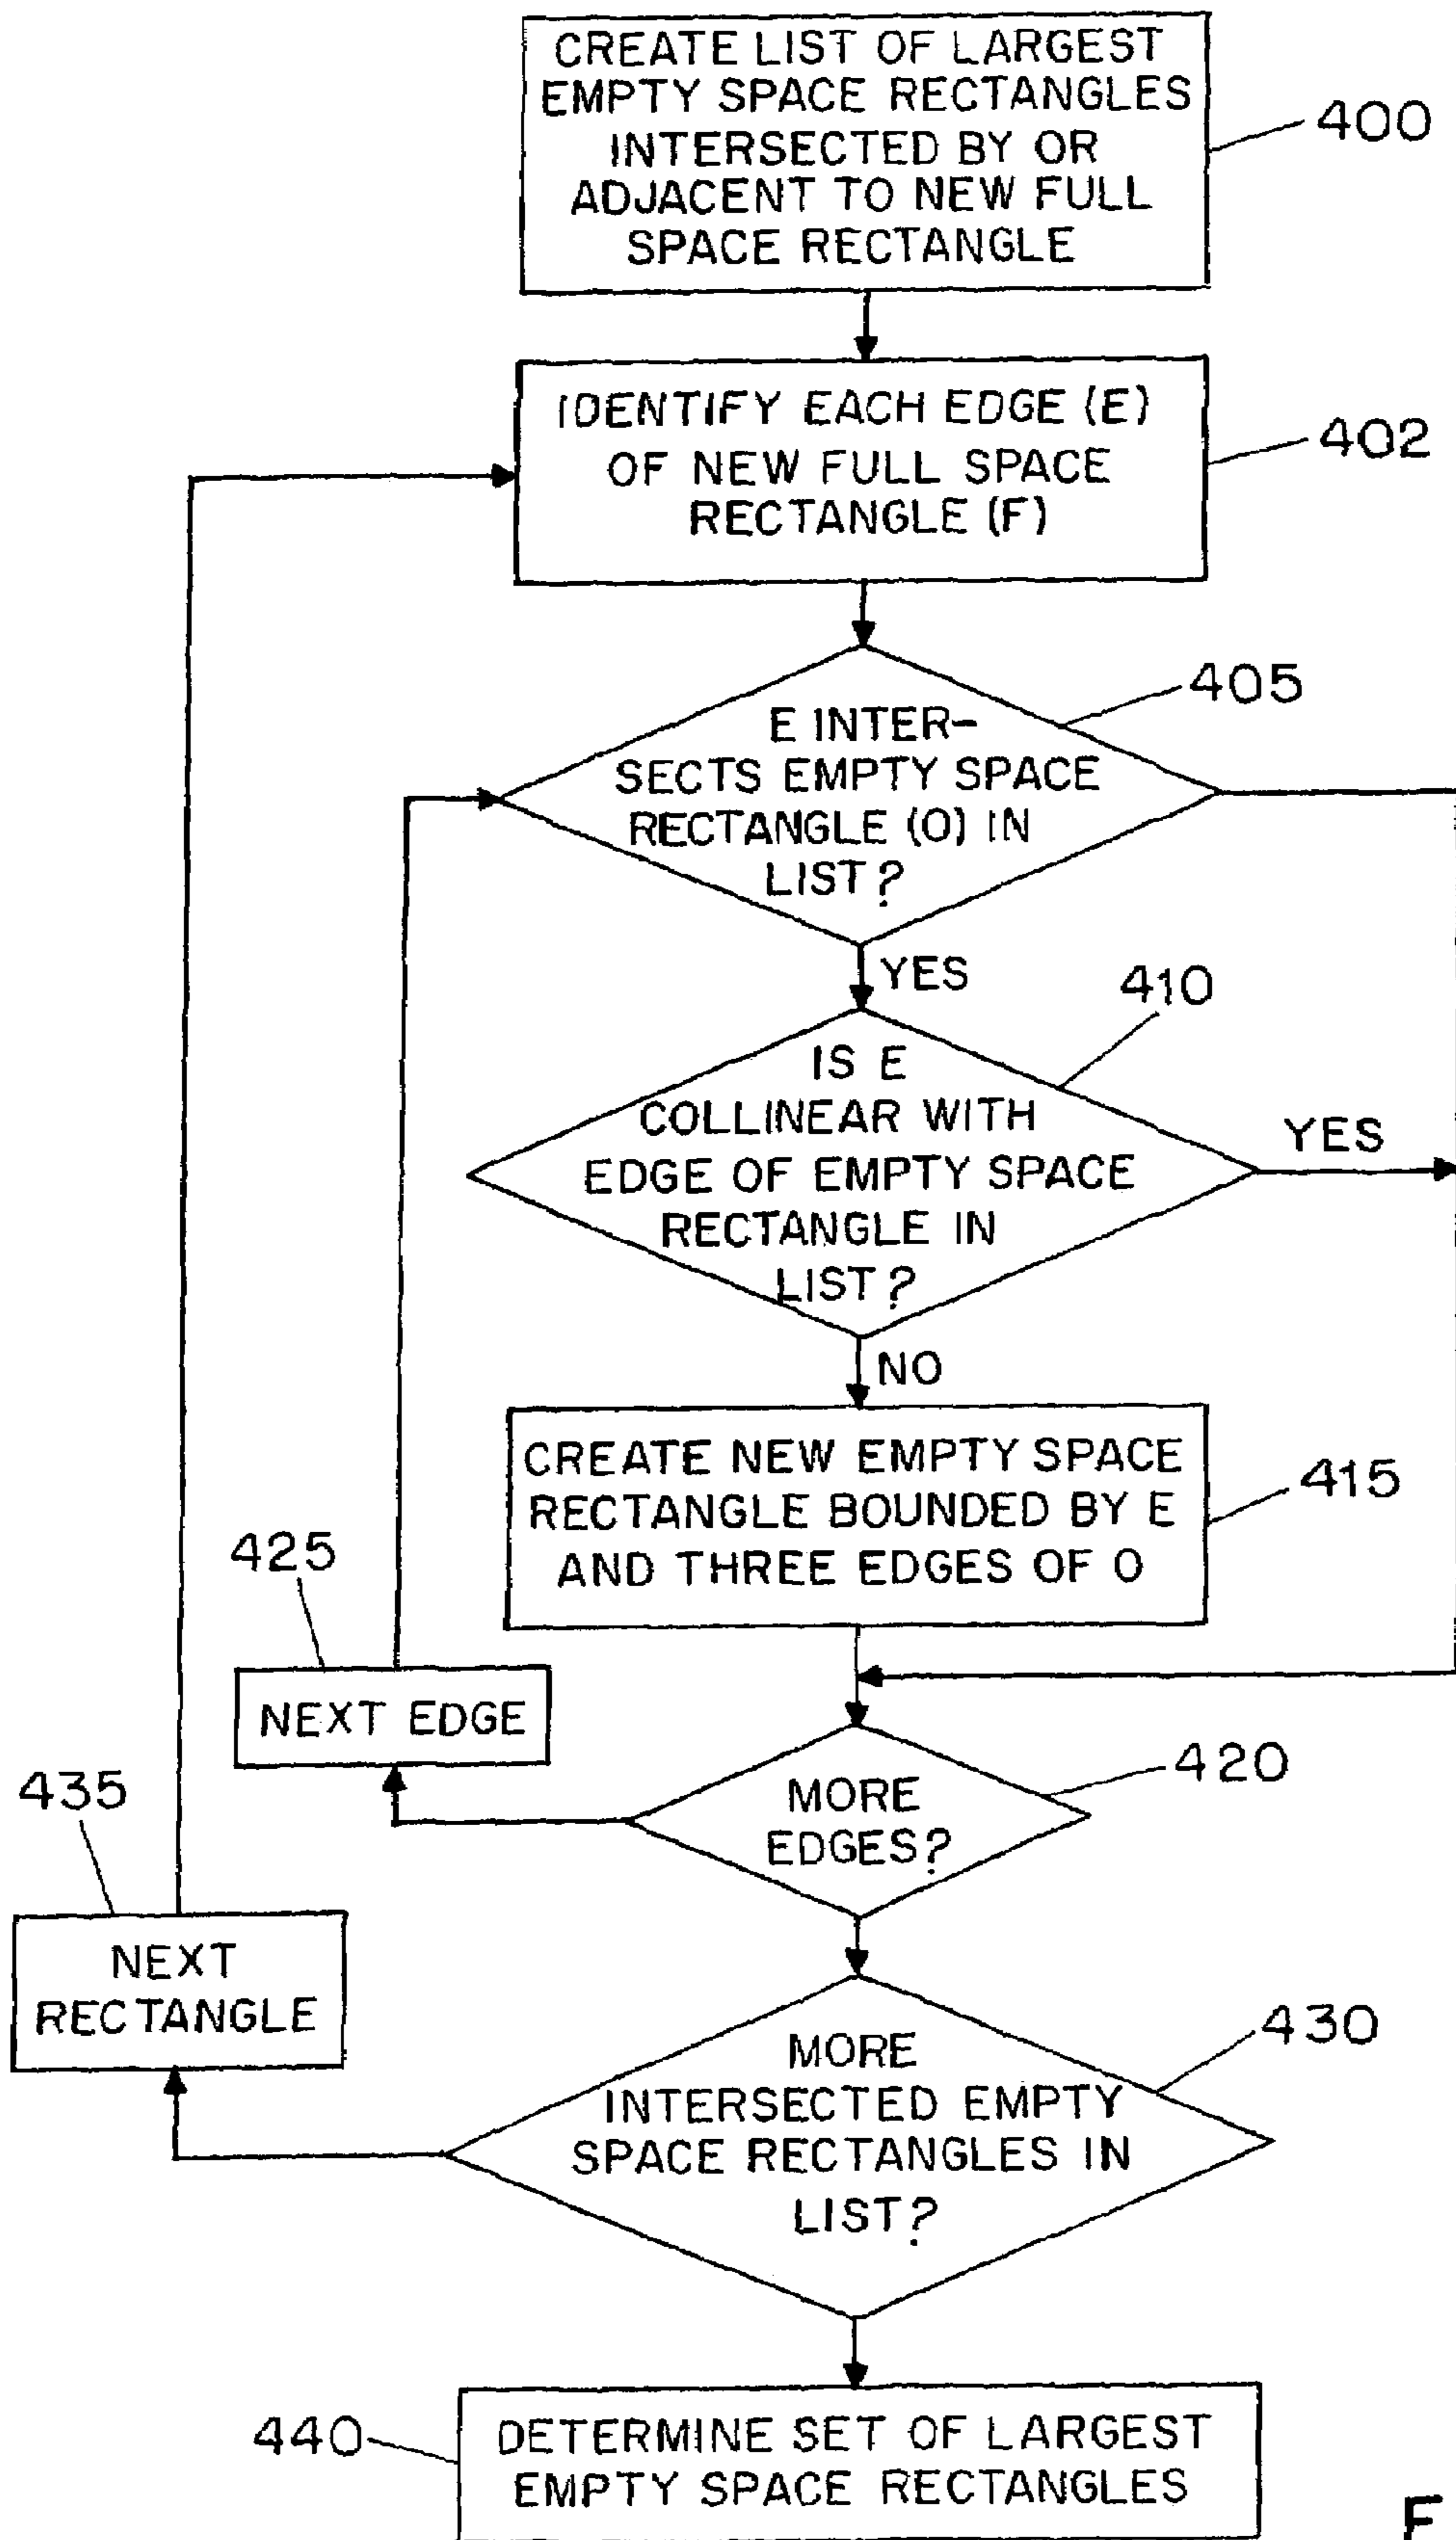 CREATE LIST OF LARGEST
EMPTY SPACE RECTANGLES
INTERSECTED BY OR
ADJACENT TO NEW FULL
SPACE RECTANGLE
400
IDENTIFY EACH EDGE (E)
OF NEW FULL SPACE
RECTANGLE (F)
402
E INTER-
SECTS EMPTY SPACE
RECTANGLE (O) IN
LIST?
405
YES
IS E
COLLINEAR WITH
EDGE OF EMPTY SPACE
RECTANGLE IN
LIST?
410
YES
NO
CREATE NEW EMPTY SPACE
RECTANGLE BOUNDED BY E
AND THREE EDGES OF O
415
425
NEXT EDGE
MORE
EDGES?
420
435
NEXT
RECTANGLE
MORE
INTERSECTED EMPTY
SPACE RECTANGLES IN
LIST?
430
440
DETERMINE SET OF LARGEST
EMPTY SPACE RECTANGLES